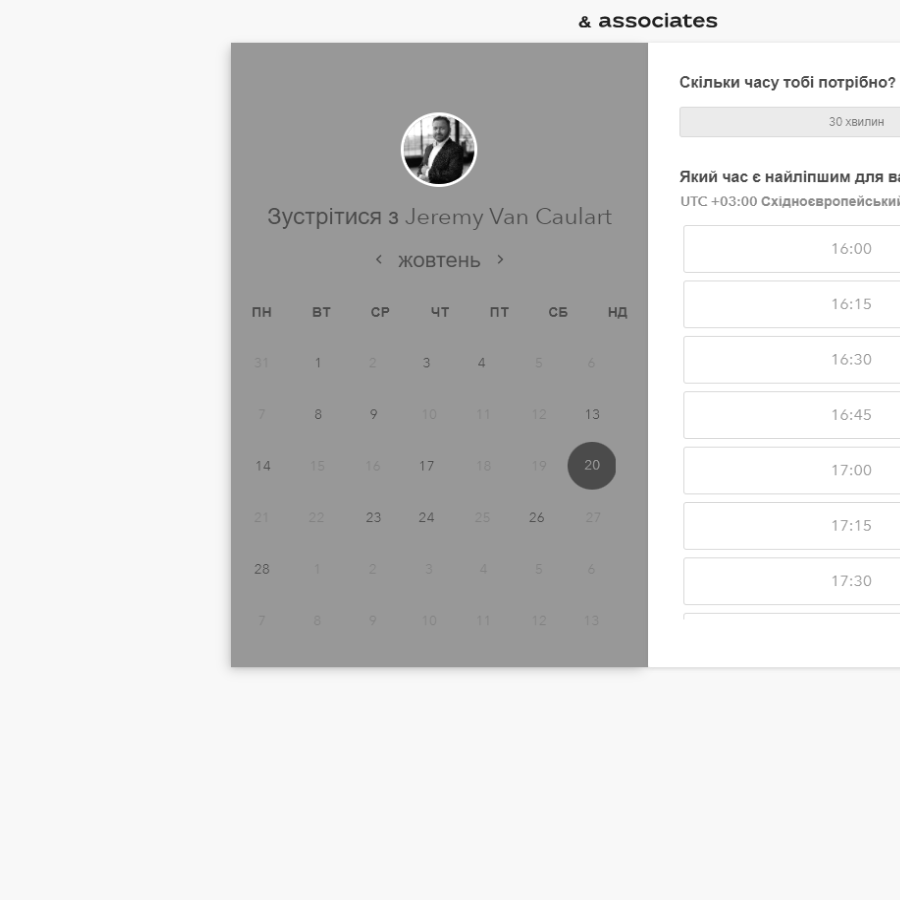 & associates
Зустрітися з Jeremy Van Caulart
жовтень
ПН ВТ СР ЧТ ПТ СБ НД
31 1 2 3 4 5 6
7 8 9 10 11 12 13
14 15 16 17 18 19 20
21 22 23 24 25 26 27
28 1 2 3 4 5 6
7 8 9 10 11 12 13
Скільки часу тобі потрібно?
30 хвилин
Який час є найліпшим для
UTC +03:00 Східноєвропейський
16:00
16:15
16:30
16:45
17:00
17:15
17:30